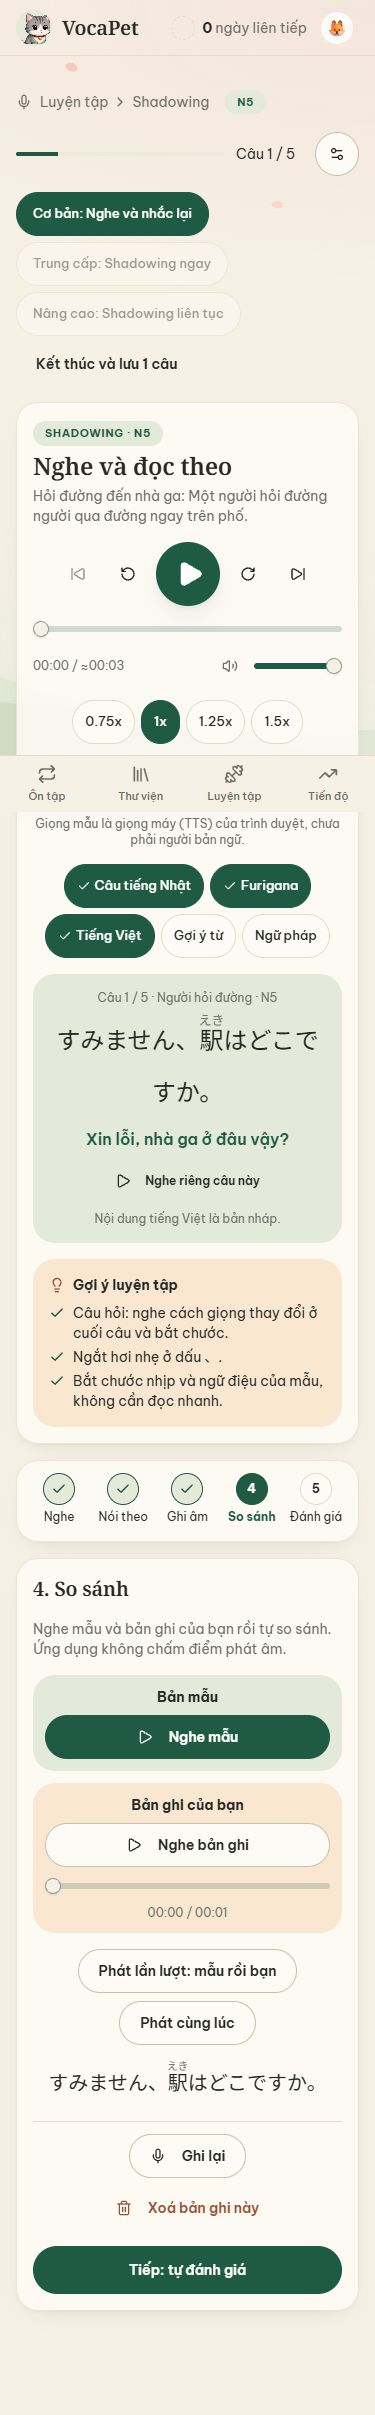 VocaPet
0 ngày liên tiếp
Luyện tập > Shadowing N5
Câu 1 / 5
Cơ bản: Nghe và nhắc lại
Trung cấp: Shadowing ngay
Nâng cao: Shadowing liên tục
Kết thúc và lưu 1 câu
SHADOWING · N5
Nghe và đọc theo
Hỏi đường đến nhà ga: Một người hỏi đường
người qua đường ngay trên phố.
00:00 / ≈00:03
0.75x 1x 1.25x 1.5x
Ôn tập Thư viện Luyện tập Tiến độ
Giọng mẫu là giọng máy (TTS) của trình duyệt, chưa
phải người bản ngữ.
Câu tiếng Nhật Furigana
Tiếng Việt Gợi ý từ Ngữ pháp
Câu 1 / 5 · Người hỏi đường · N5
えき
すみません、駅はどこで
すか。
Xin lỗi, nhà ga ở đâu vậy?
Nghe riêng câu này
Nội dung tiếng Việt là bản nháp.
Gợi ý luyện tập
Câu hỏi: nghe cách giọng thay đổi ở
cuối câu và bắt chước.
Ngắt hơi nhẹ ở dấu 、.
Bắt chước nhịp và ngữ điệu của mẫu,
không cần đọc nhanh.
4 5
Nghe Nói theo Ghi âm So sánh Đánh giá
4. So sánh
Nghe mẫu và bản ghi của bạn rồi tự so sánh.
Ứng dụng không chấm điểm phát âm.
Bản mẫu
Nghe mẫu
Bản ghi của bạn
Nghe bản ghi
00:00 / 00:01
Phát lần lượt: mẫu rồi bạn
Phát cùng lúc
えき
すみません、駅はどこですか。
Ghi lại
Xoá bản ghi này
Tiếp: tự đánh giá